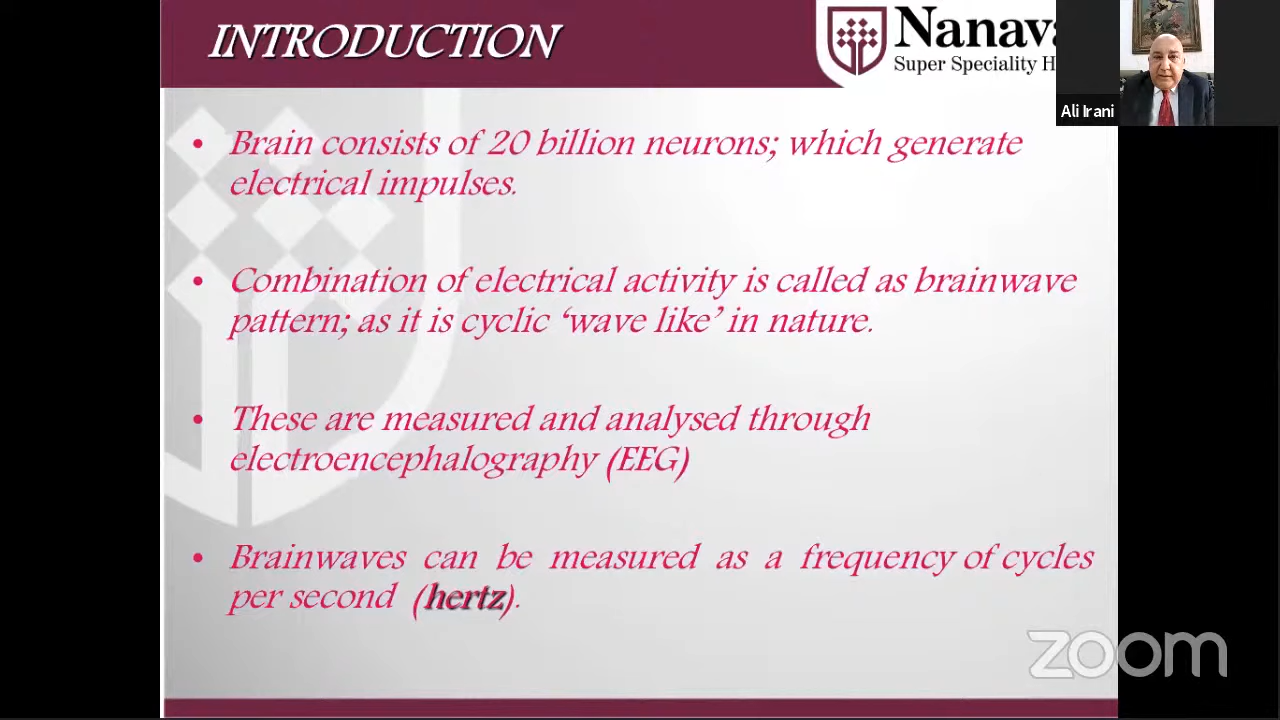 INTRODUCTION
Super Speciality
Ali Irani
• Brain consists of 20 billion neurons; which generate
electrical impulses.
• Combination of electrical activity is called as brainwave
pattern; as it is cyclic ‘wave like’ in nature.
• These are measured and analysed through
electroencephalography (EEG)
• Brainwaves can be measured as a frequency of cycles
per second (hertz).
zoom